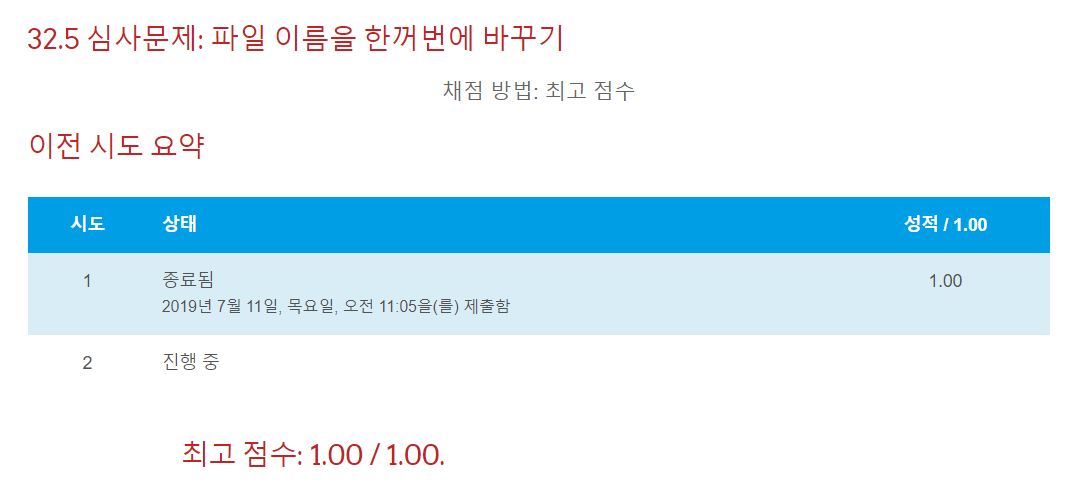 32.5 심사문제: 파일 이름을 한꺼번에 바꾸기
채점 방법: 최고 점수
이전 시도 요약
시도 상태 성적 / 1.00
1 종료됨 1.00
2019년 7월 11일, 목요일, 오전 11:05을(를) 제출함
2 진행 중
최고 점수: 1.00 / 1.00.